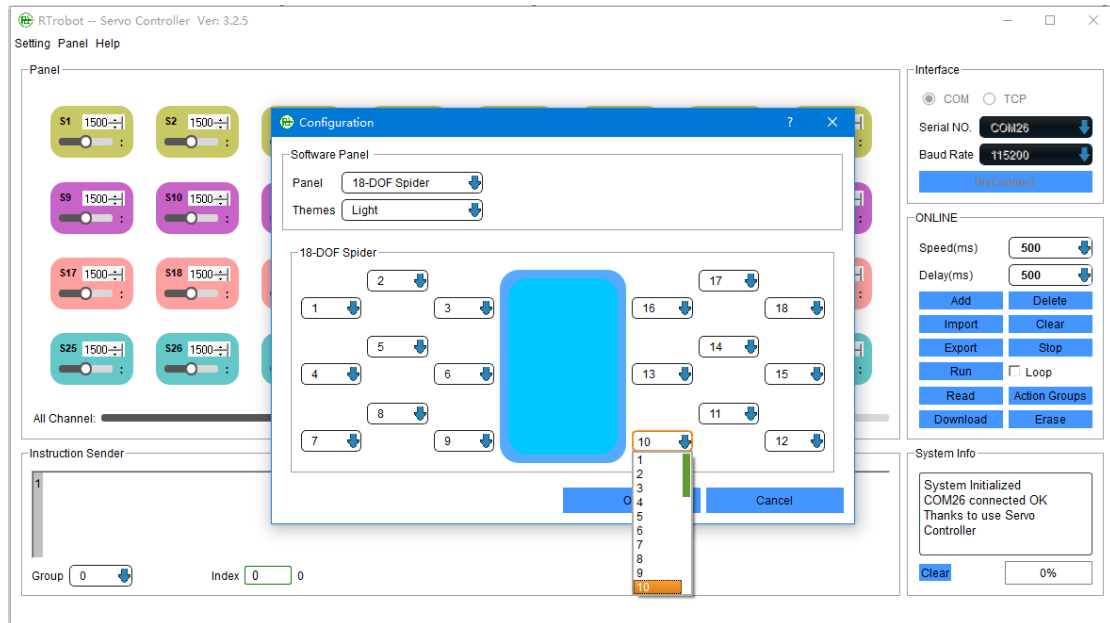 RTrobot -- Servo Controller Ver: 3.2.5
Setting Panel Help
Panel
S1 1500
S2 1500
S9 1500
S10 1500
S17 1500
S18 1500
S25 1500
S26 1500
All Channel:
Configuration ?
Software Panel
Panel 18-DOF Spider
Themes Light
18-DOF Spider
2 17
1 3 16 18
5 14
4 6 13 15
8 11
7 9 10 12
1
2
3
4
5
6
7
8
9
10
O Cancel
Interface
COM TCP
Serial NO. COM26
Baud Rate 115200
DisConnect
ONLINE
Speed(ms) 500
Delay(ms) 500
Add Delete
Import Clear
Export Stop
Run Loop
Read Action Groups
Download Erase
Instruction Sender
1
Group 0 Index 0 0
System Info
System Initialized
COM26 connected OK
Thanks to use Servo
Controller
Clear 0%